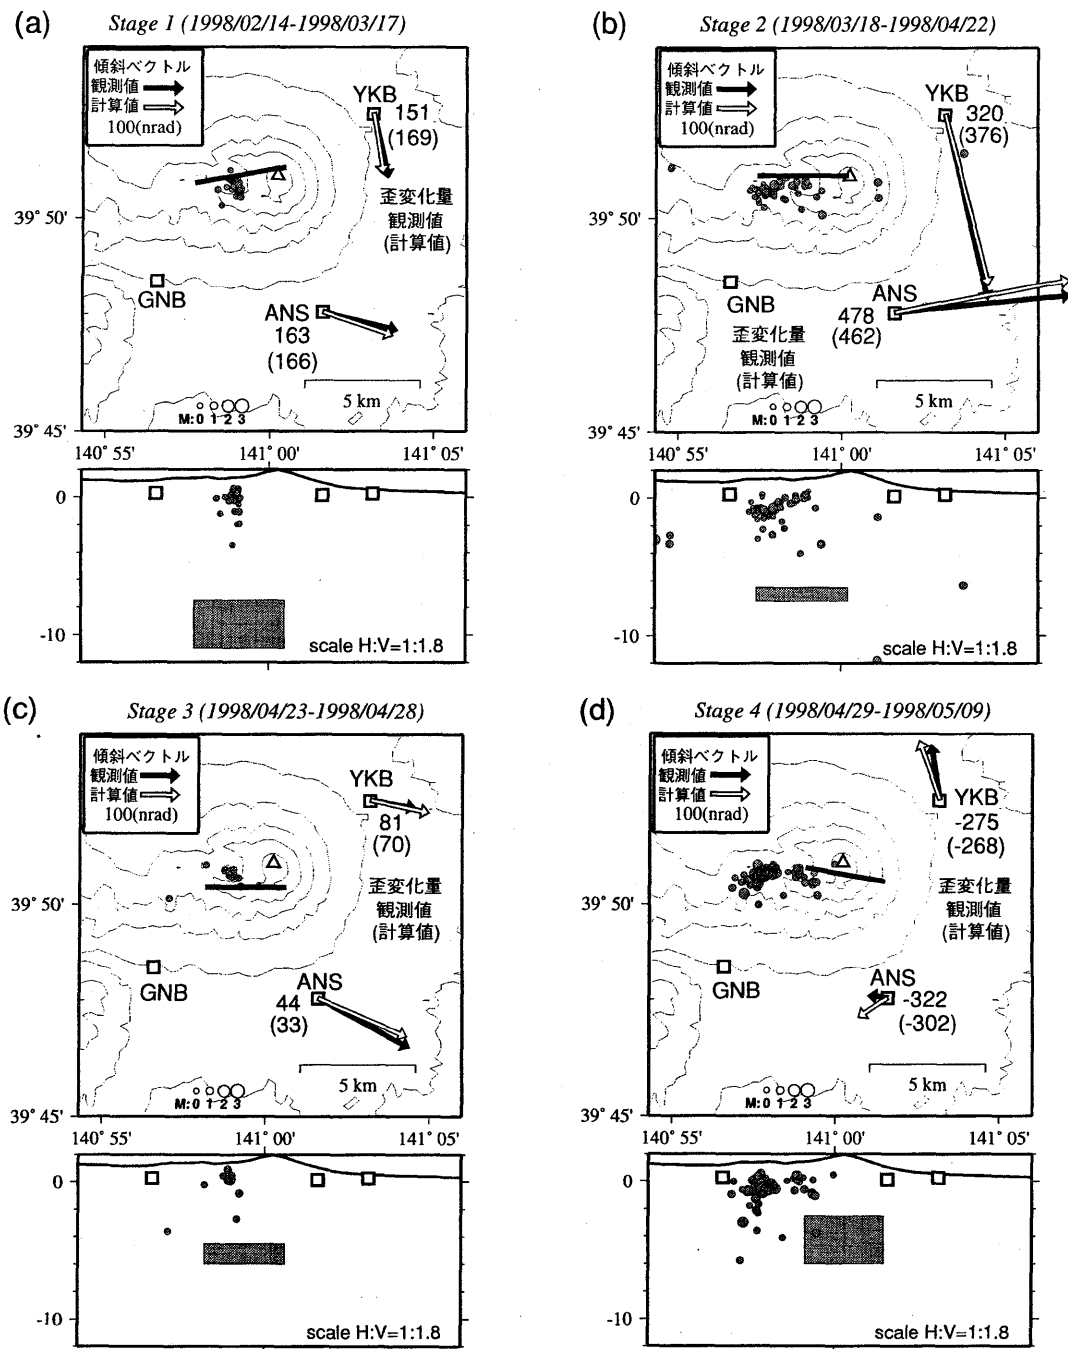 (a)
Stage 1 (1998/02/14-1998/03/17)
傾斜ベクトル
観測値
計算値
100(nrad)
YKB
151
(169)
歪変化量
観測値
(計算値)
39° 50'
GNB
ANS
163
(166)
5 km
M: 0 1 2 3
39° 45'
140° 55'
141° 00'
141° 05'
0
-10
scale H:V=1:1.8
(b)
Stage 2 (1998/03/18-1998/04/22)
傾斜ベクトル
観測値
計算値
100(nrad)
YKB
320
(376)
39° 50'
GNB
ANS
478
(462)
歪変化量
観測値
(計算値)
5 km
M: 0 1 2 3
39° 45'
140° 55'
141° 00'
141° 05'
0
-10
scale H:V=1:1.8
(c)
Stage 3 (1998/04/23-1998/04/28)
傾斜ベクトル
観測値
計算値
100(nrad)
YKB
81
(70)
歪変化量
観測値
(計算値)
39° 50'
GNB
ANS
44
(33)
5 km
M: 0 1 2 3
39° 45'
140° 55'
141° 00'
141° 05'
0
-10
scale H:V=1:1.8
(d)
Stage 4 (1998/04/29-1998/05/09)
傾斜ベクトル
観測値
計算値
100(nrad)
YKB
-275
(-268)
歪変化量
観測値
(計算値)
39° 50'
GNB
ANS
-322
(-302)
5 km
M: 0 1 2 3
39° 45'
140° 55'
141° 00'
141° 05'
0
-10
scale H:V=1:1.8